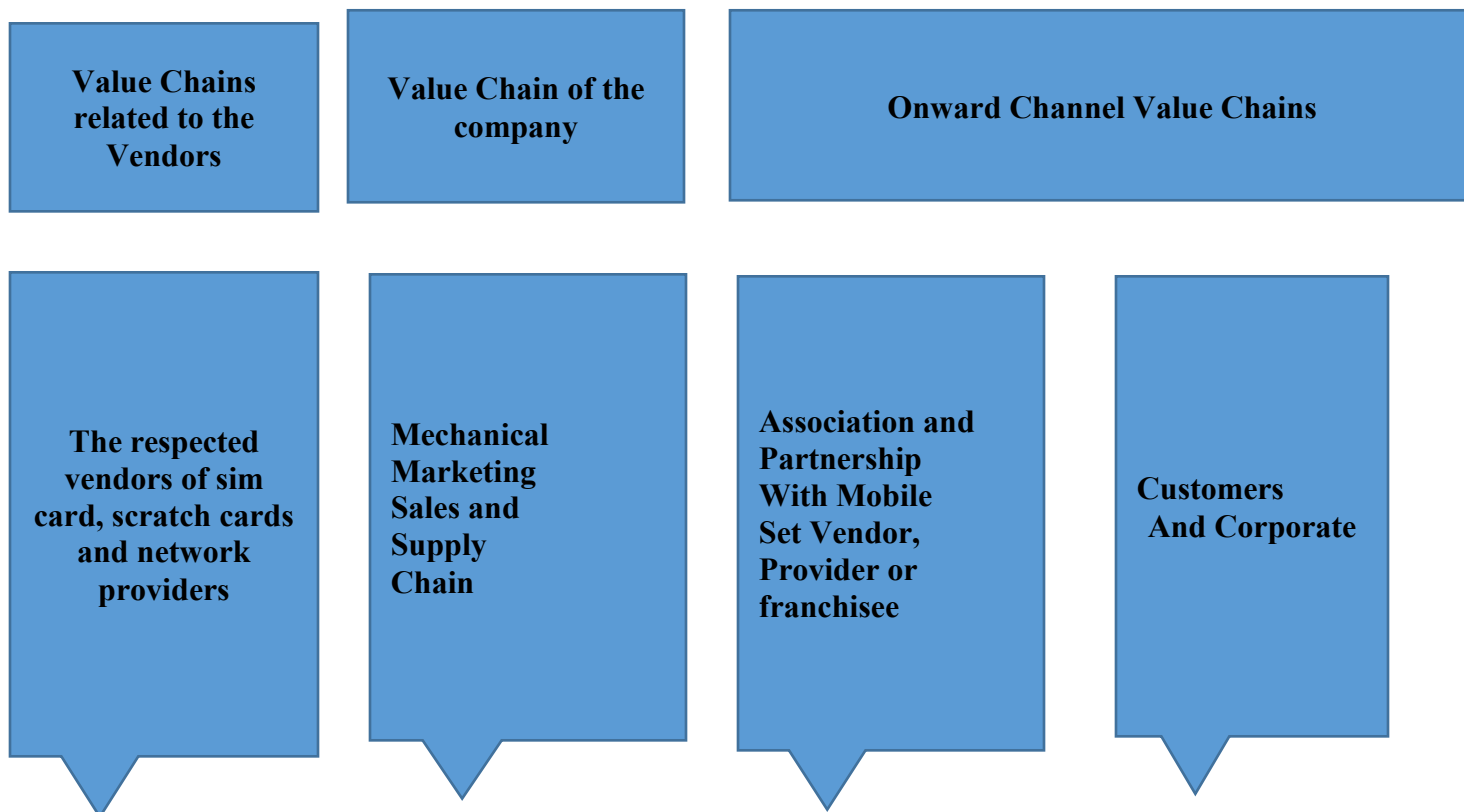 Value Chains
related to the
Vendors
Value Chain of the
company
Onward Channel Value Chains
The respected
vendors of sim
card, scratch cards
and network
providers
Mechanical
Marketing
Sales and
Supply
Chain
Association and
Partnership
With Mobile
Set Vendor,
Provider or
franchisee
Customers
And Corporate